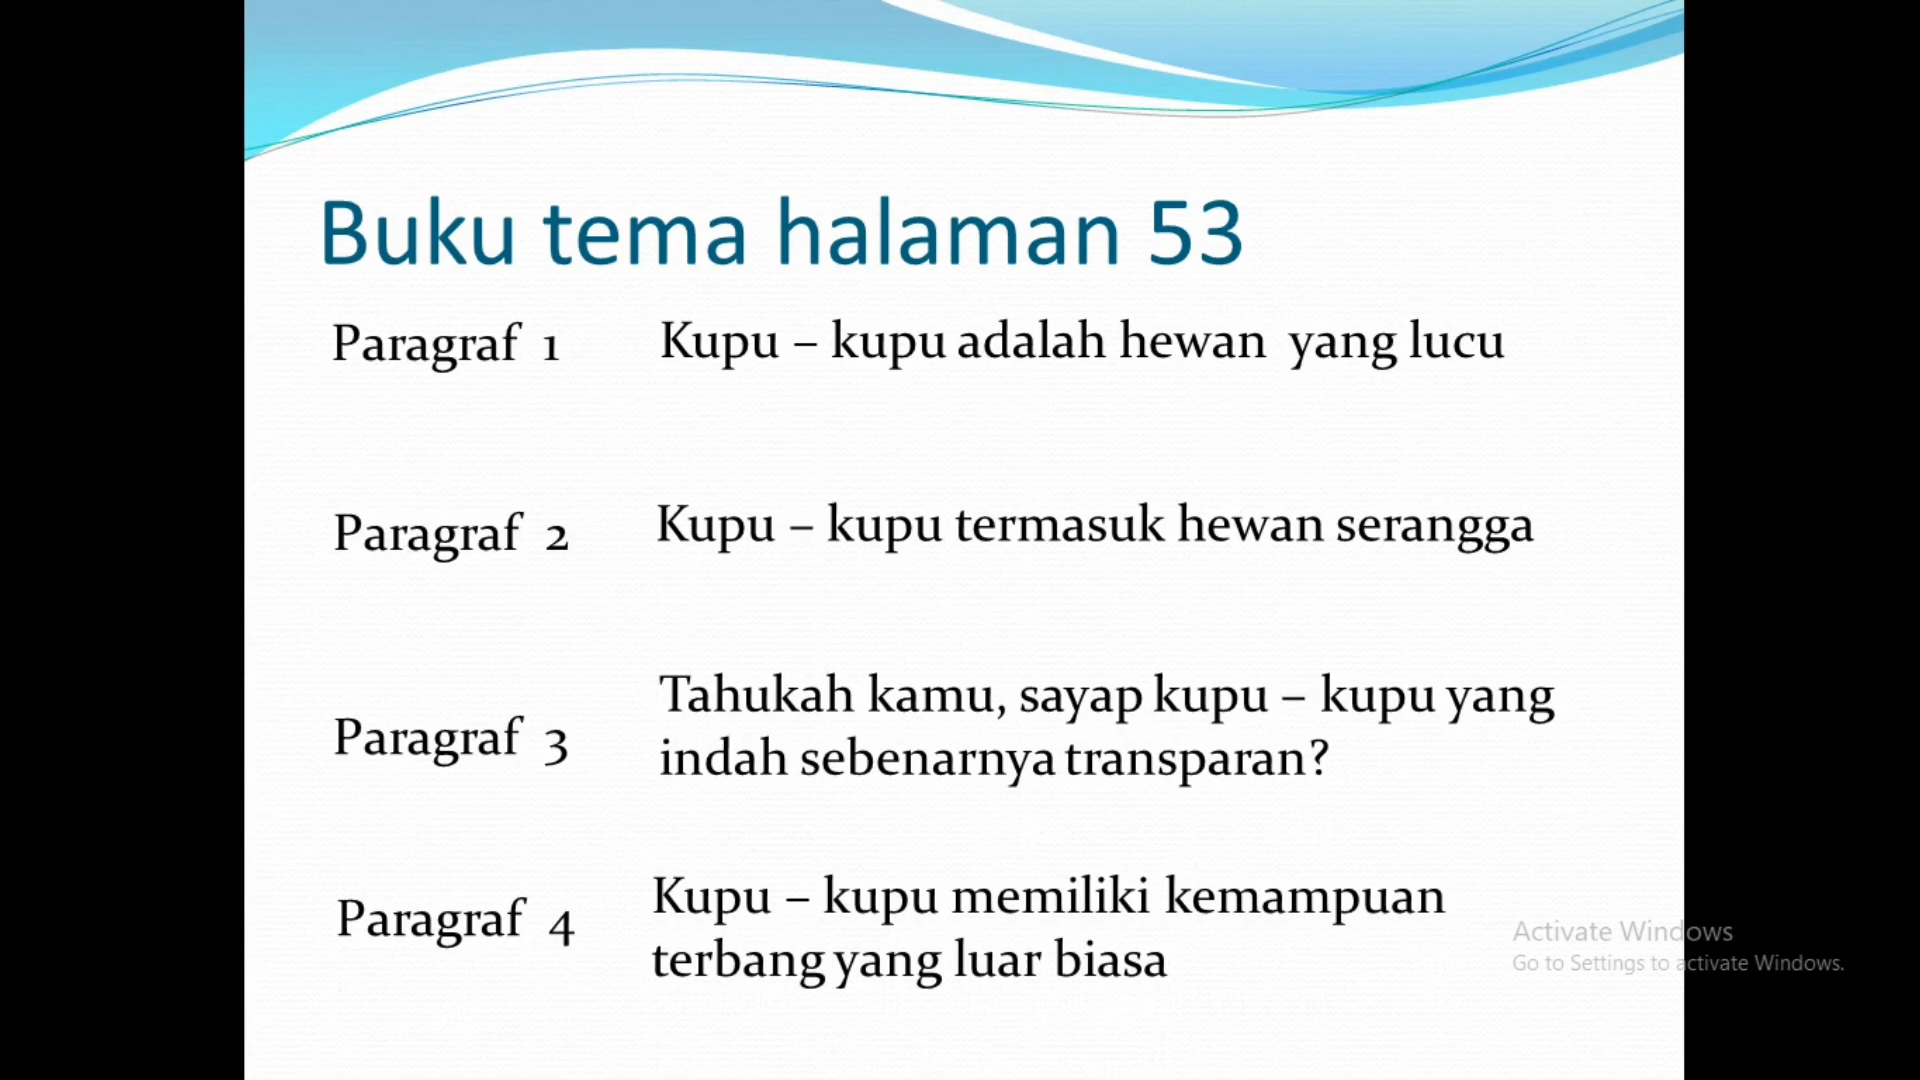 Buku tema halaman 53
Paragraf 1
Kupu – kupu adalah hewan yang lucu
Paragraf 2
Kupu – kupu termasuk hewan serangga
Paragraf 3
Tahukah kamu, sayap kupu – kupu yang
indah sebenarnya transparan?
Paragraf 4
Kupu – kupu memiliki kemampuan
terbang yang luar biasa
Activate Windows
Go to Settings to activate Windows.